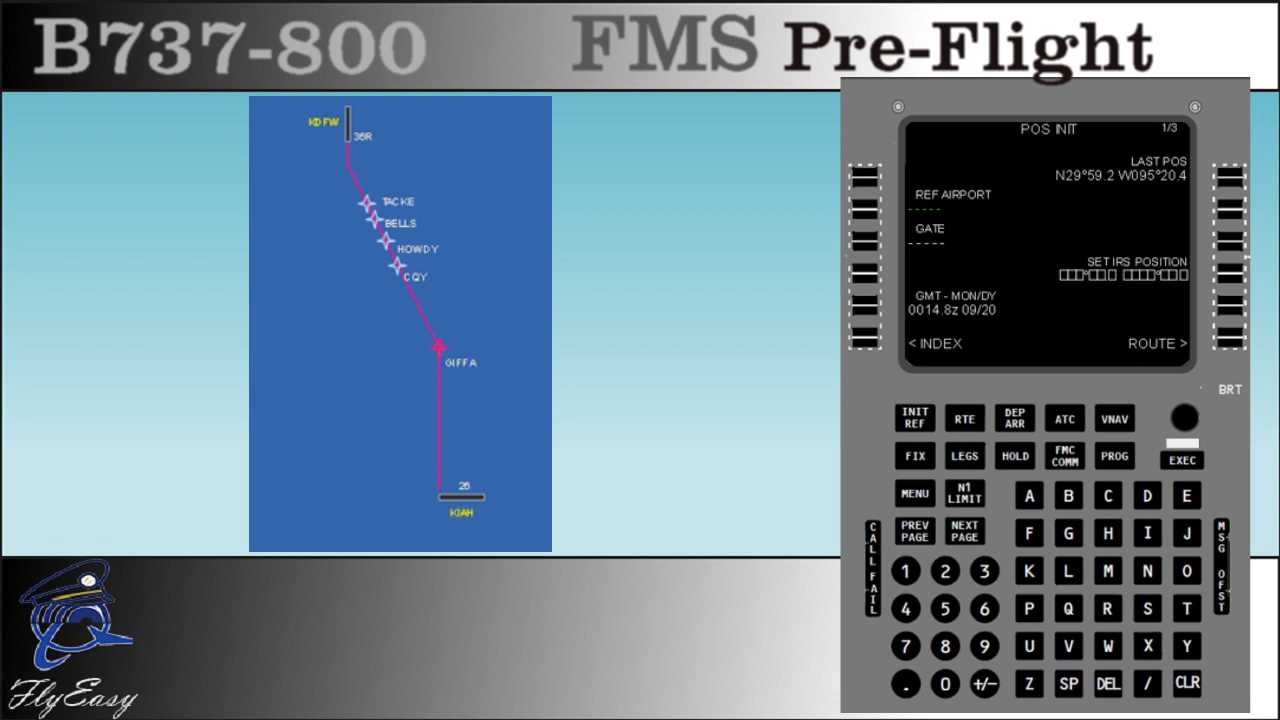 B737-800 FMS Pre-Flight
KDFW
36R
TACKE
BELLS
HOWDY
CQY
GIFFA
26
KIAH
POS INIT 1/3
LAST POS
N29°59.2 W095°20.4
REF AIRPORT
-----
GATE
-----
SET IRS POSITION
□□□°□□.□ □□□□°□□.□
GMT - MON/DY
0014.8z 09/20
< INDEX ROUTE >
BRT
INIT REF RTE DEP ARR ATC VNAV
FIX LEGS HOLD FMC COMM PROG EXEC
MENU N1 LIMIT A B C D E
PREV PAGE NEXT PAGE F G H I J
1 2 3 K L M N O
4 5 6 P Q R S T
7 8 9 U V W X Y
. 0 +/- Z SP DEL / CLR
CALL FAIL
MSG OFST
FlyEasy